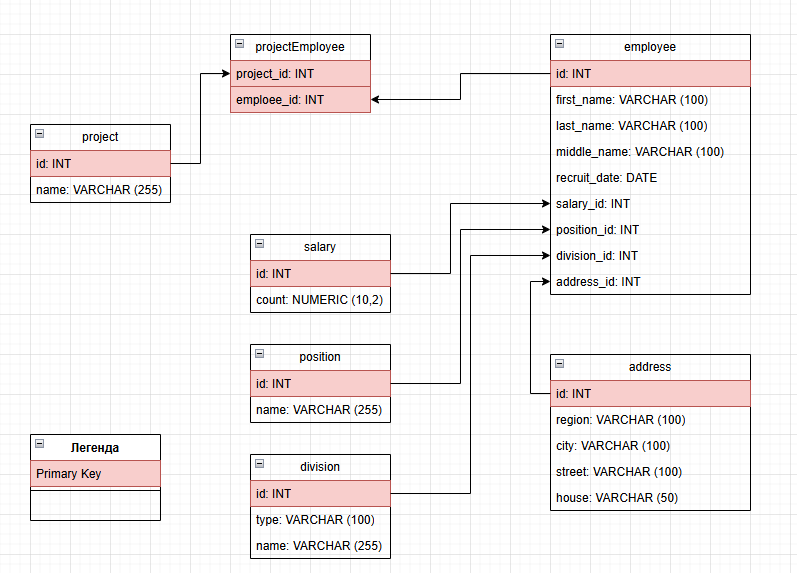 projectEmployee
project_id: INT
emploee_id: INT
employee
id: INT
first_name: VARCHAR (100)
last_name: VARCHAR (100)
middle_name: VARCHAR (100)
recruit_date: DATE
salary_id: INT
position_id: INT
division_id: INT
address_id: INT
project
id: INT
name: VARCHAR (255)
salary
id: INT
count: NUMERIC (10,2)
position
id: INT
name: VARCHAR (255)
address
id: INT
region: VARCHAR (100)
city: VARCHAR (100)
street: VARCHAR (100)
house: VARCHAR (50)
Легенда
Primary Key
division
id: INT
type: VARCHAR (100)
name: VARCHAR (255)